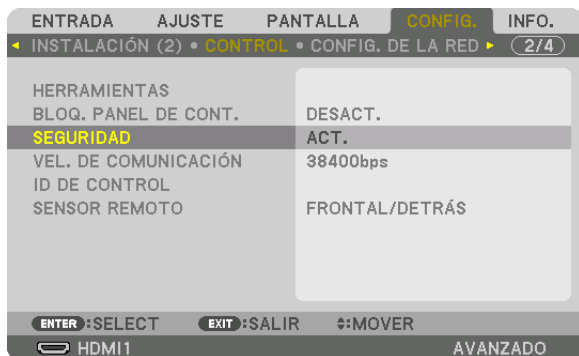 ENTRADA AJUSTE PANTALLA CONFIG. INFO.
INSTALACIÓN (2) • CONTROL • CONFIG. DE LA RED 2/4
HERRAMIENTAS
BLOQ. PANEL DE CONT. DESACT.
SEGURIDAD ACT.
VEL. DE COMUNICACIÓN 38400bps
ID DE CONTROL
SENSOR REMOTO FRONTAL/DETRÁS
ENTER :SELECT EXIT :SALIR :MOVER
HDMI1 AVANZADO